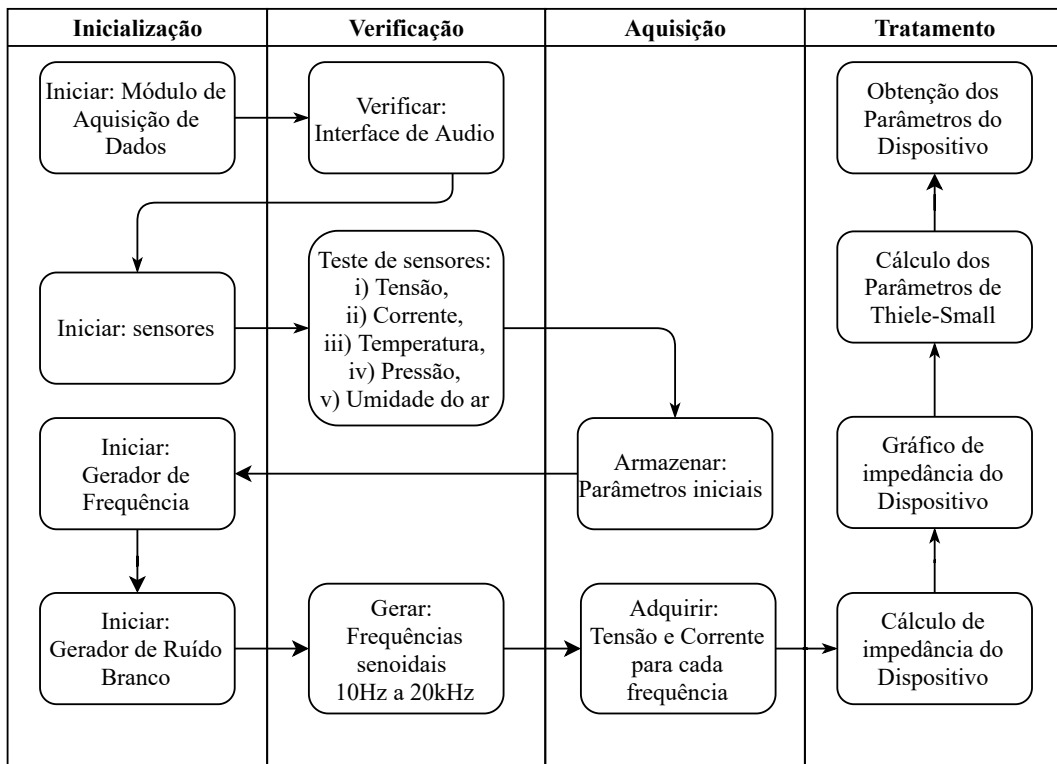 Inicialização
Verificação
Aquisição
Tratamento
Iniciar: Módulo de
Aquisição de
Dados
Verificar:
Interface de Audio
Obtenção dos
Parâmetros do
Dispositivo
Iniciar: sensores
Teste de sensores:
i) Tensão,
ii) Corrente,
iii) Temperatura,
iv) Pressão,
v) Umidade do ar
Cálculo dos
Parâmetros de
Thiele-Small
Iniciar:
Gerador de
Frequência
Armazenar:
Parâmetros iniciais
Gráfico de
impedância do
Dispositivo
Iniciar:
Gerador de Ruído
Branco
Gerar:
Frequências
senoidais
10Hz a 20kHz
Adquirir:
Tensão e Corrente
para cada
frequência
Cálculo de
impedância do
Dispositivo